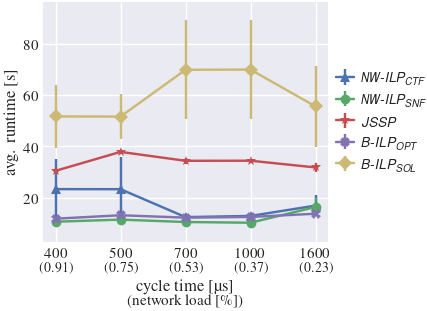 80
60
40
20
avg. runtime [s]
400 500 700 1000 1600
(0.91) (0.75) (0.53) (0.37) (0.23)
cycle time [µs]
(network load [%])
NW-ILP_CTF
NW-ILP_SNF
JSSP
B-ILP_OPT
B-ILP_SOL